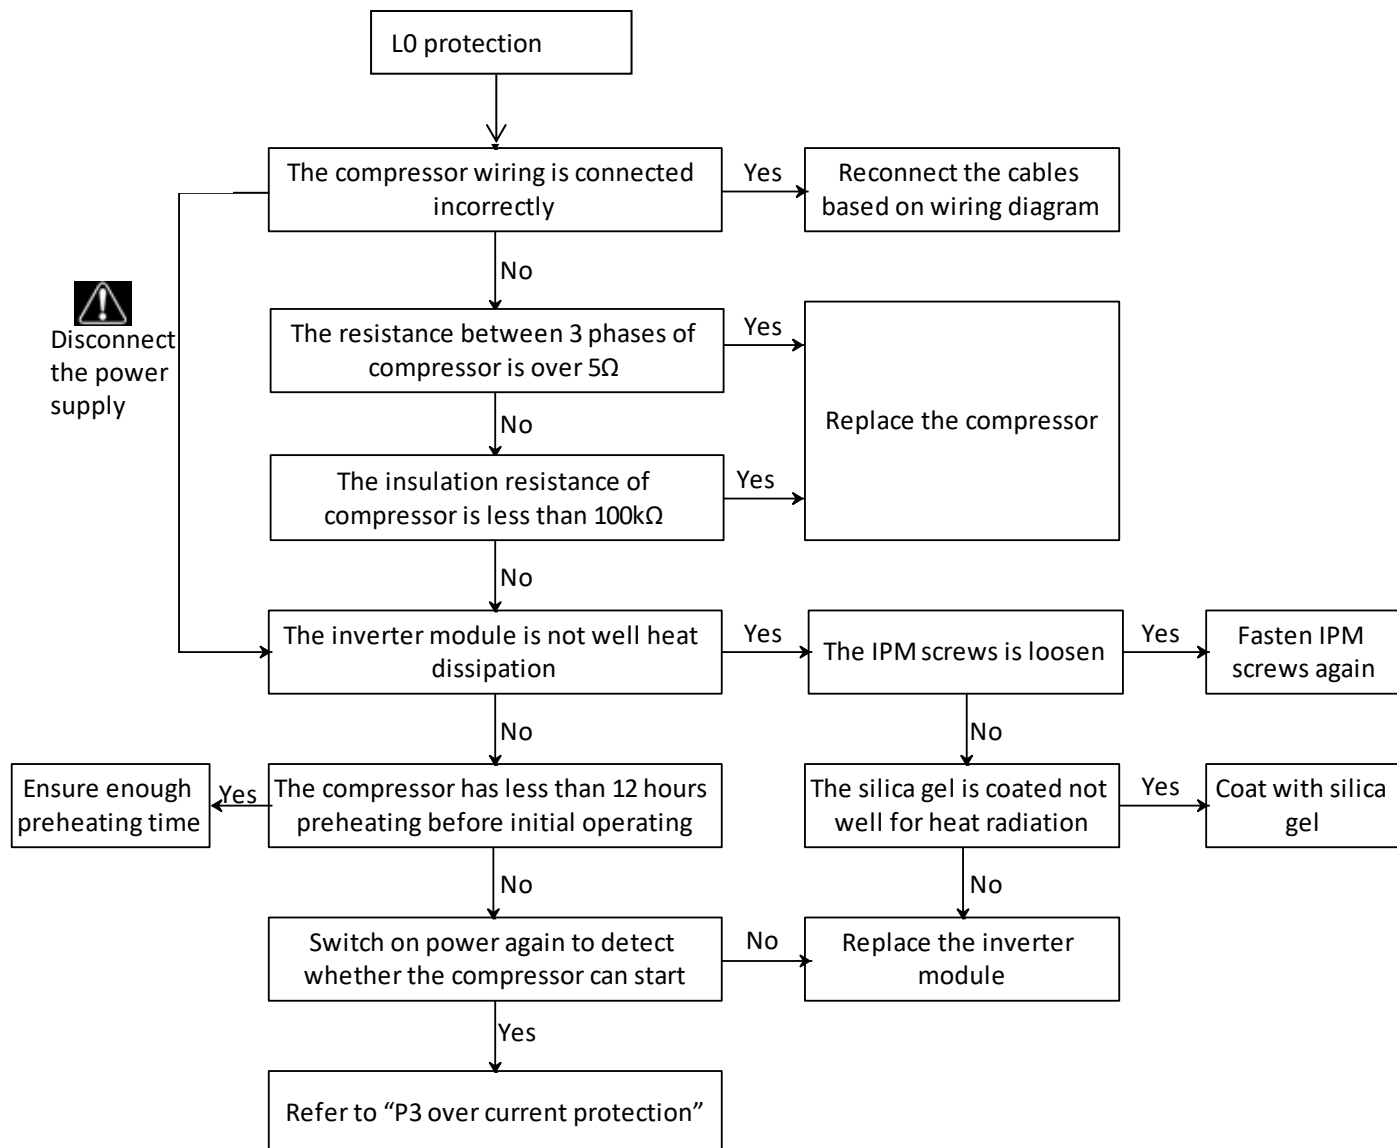 L0 protection
The compressor wiring is connected
incorrectly
Yes
Reconnect the cables
based on wiring diagram
No
Disconnect
the power
supply
The resistance between 3 phases of
compressor is over 5Ω
Yes
Replace the compressor
No
The insulation resistance of
compressor is less than 100kΩ
Yes
No
The inverter module is not well heat
dissipation
Yes
The IPM screws is loosen
Yes
Fasten IPM
screws again
No
No
Ensure enough
preheating time
Yes
The compressor has less than 12 hours
preheating before initial operating
The silica gel is coated not
well for heat radiation
Yes
Coat with silica
gel
No
No
Switch on power again to detect
whether the compressor can start
No
Replace the inverter
module
Yes
Refer to “P3 over current protection”